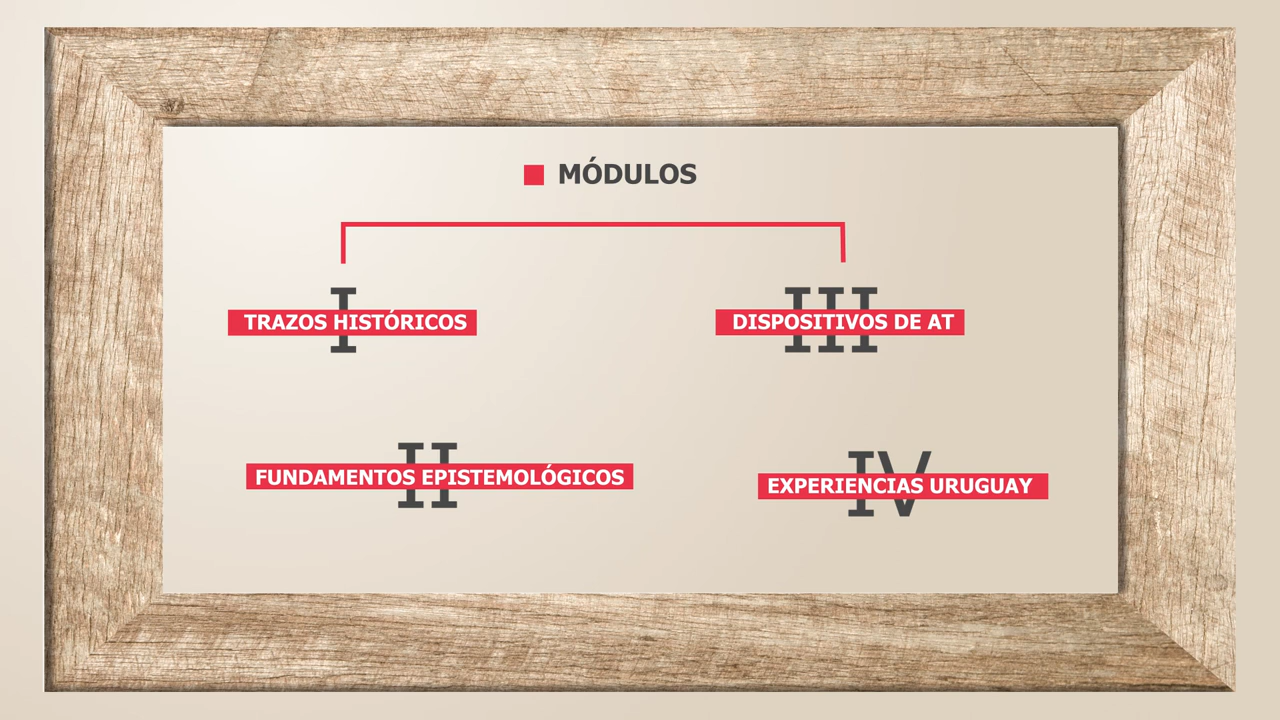 MÓDULOS
I
TRAZOS HISTÓRICOS
III
DISPOSITIVOS DE AT
II
FUNDAMENTOS EPISTEMOLÓGICOS
IV
EXPERIENCIAS URUGUAY